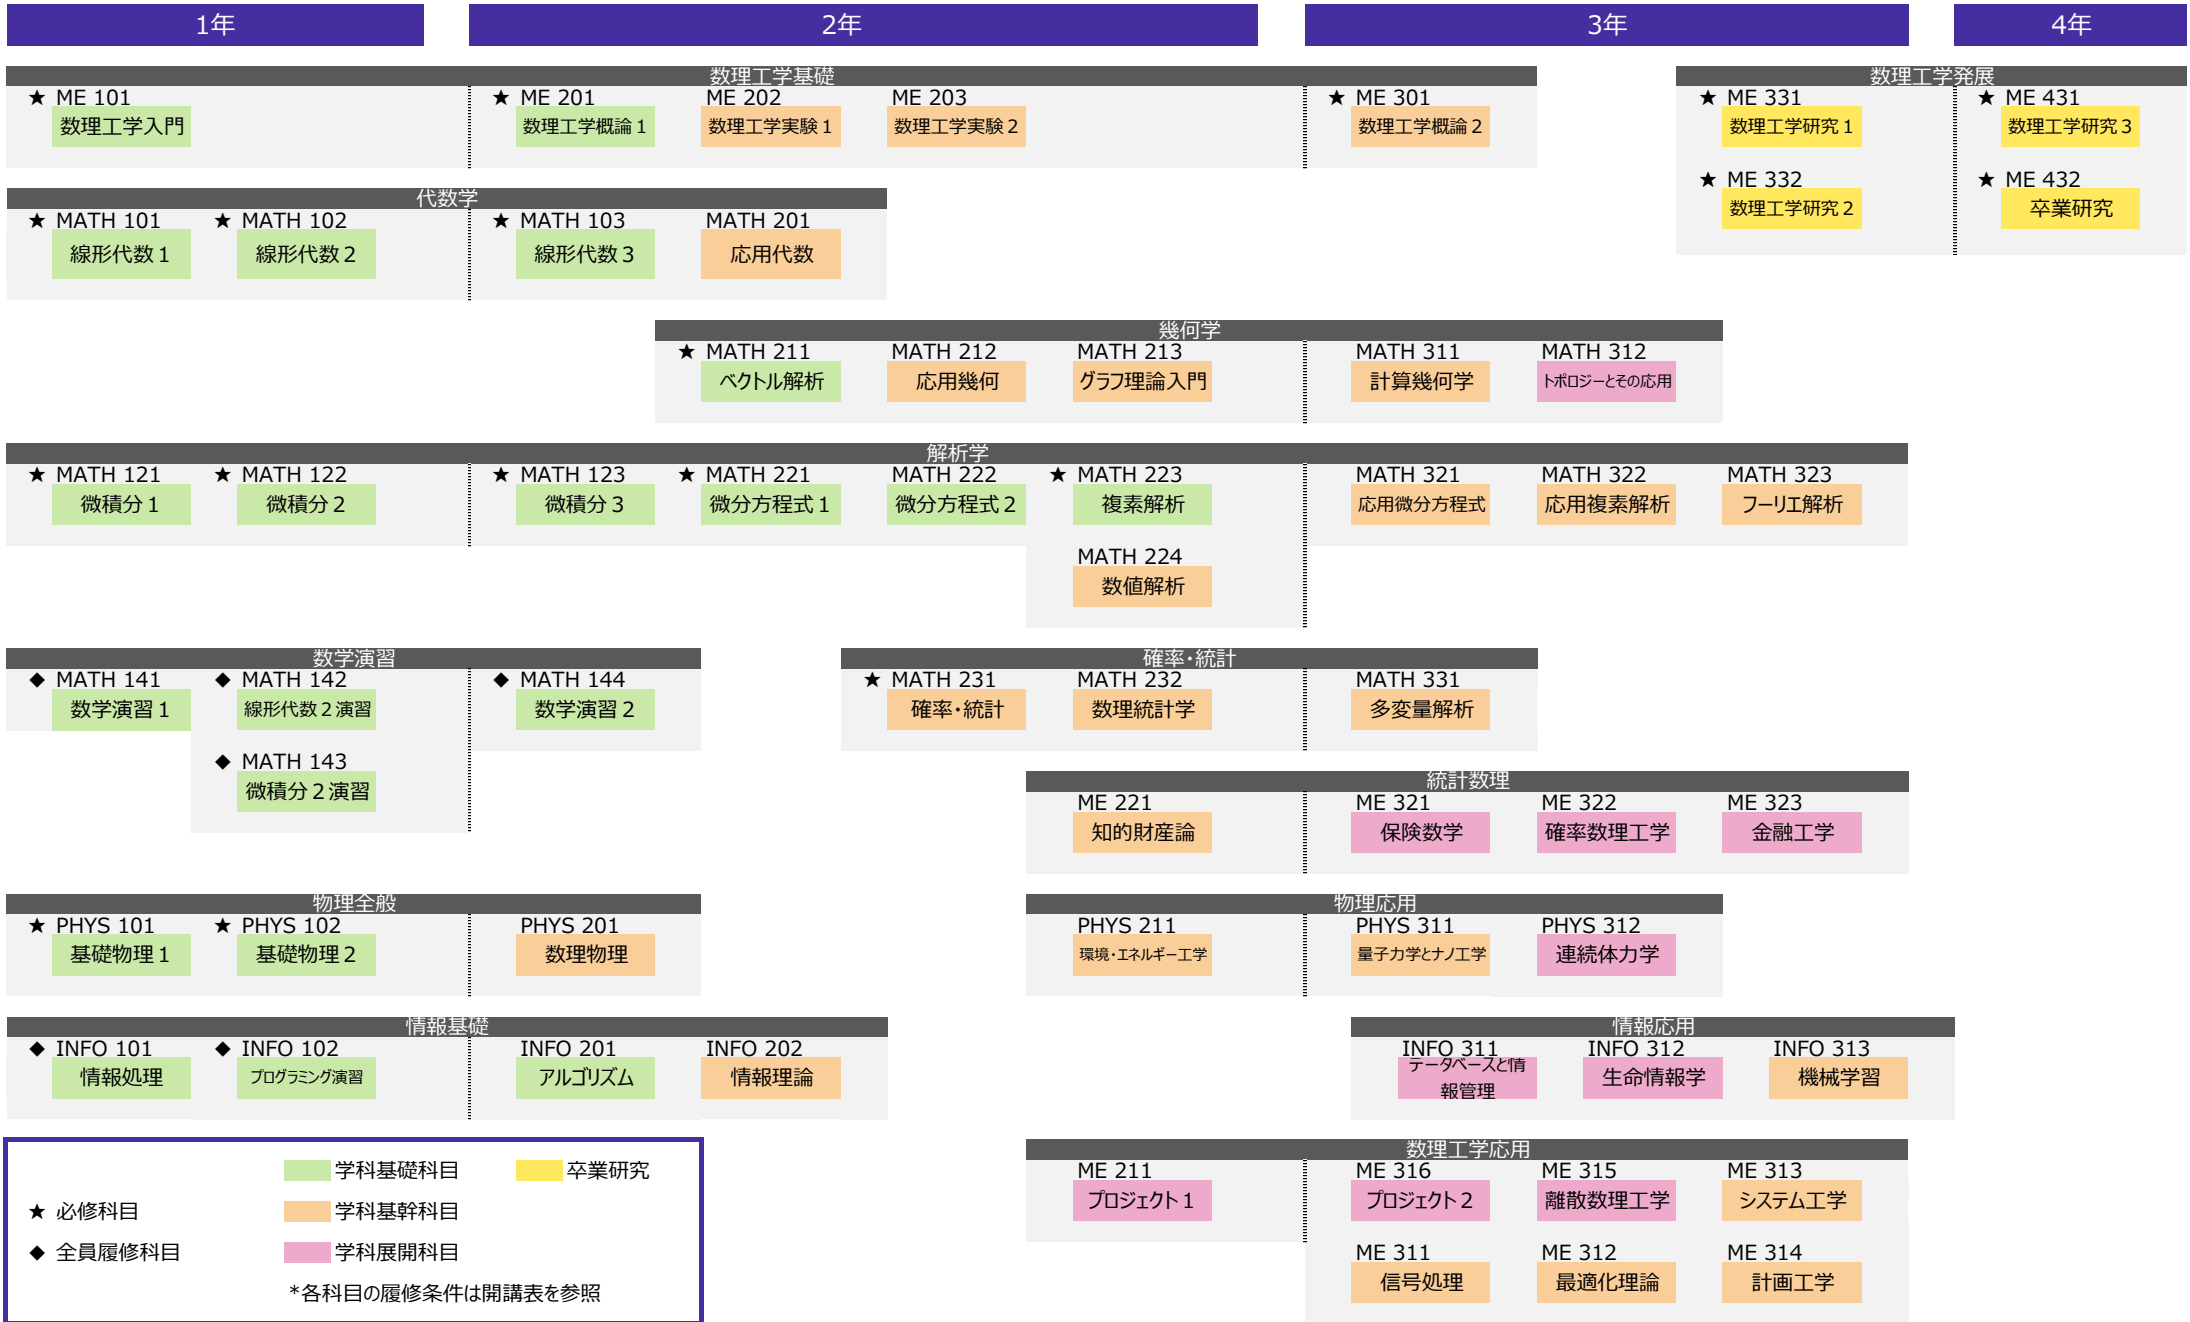 1年 2年 3年 4年
数理工学基礎 数理工学発展
★ ME 101 ★ ME 201 ME 202 ME 203 ★ ME 301 ★ ME 331 ★ ME 431
数理工学入門 数理工学概論1 数理工学実験1 数理工学実験2 数理工学概論2 数理工学研究1 数理工学研究3
★ ME 332 ★ ME 432
数理工学研究2 卒業研究
代数学
★ MATH 101 ★ MATH 102 ★ MATH 103 MATH 201
線形代数1 線形代数2 線形代数3 応用代数
幾何学
★ MATH 211 MATH 212 MATH 213 MATH 311 MATH 312
ベクトル解析 応用幾何 グラフ理論入門 計算幾何学 トポロジーとその応用
解析学
★ MATH 121 ★ MATH 122 ★ MATH 123 ★ MATH 221 MATH 222 ★ MATH 223 MATH 321 MATH 322 MATH 323
微積分1 微積分2 微積分3 微分方程式1 微分方程式2 複素解析 応用微分方程式 応用複素解析 フーリエ解析
MATH 224
数値解析
数学演習 確率・統計
◆ MATH 141 ◆ MATH 142 ◆ MATH 144 ★ MATH 231 MATH 232 MATH 331
数学演習1 線形代数2演習 数学演習2 確率・統計 数理統計学 多変量解析
◆ MATH 143
微積分2演習
統計数理
ME 221 ME 321 ME 322 ME 323
知的財産論 保険数学 確率数理工学 金融工学
物理全般 物理応用
★ PHYS 101 ★ PHYS 102 PHYS 201 PHYS 211 PHYS 311 PHYS 312
基礎物理1 基礎物理2 数理物理 環境・エネルギー工学 量子力学とナノ工学 連続体力学
情報基礎 情報応用
◆ INFO 101 ◆ INFO 102 INFO 201 INFO 202 INFO 311 INFO 312 INFO 313
情報処理 プログラミング演習 アルゴリズム 情報理論 データベースと情 生命情報学 機械学習
報管理
数理工学応用
ME 211 ME 316 ME 315 ME 313
プロジェクト1 プロジェクト2 離散数理工学 システム工学
ME 311 ME 312 ME 314
信号処理 最適化理論 計画工学
学科基礎科目 卒業研究
★ 必修科目 学科基幹科目
◆ 全員履修科目 学科展開科目
*各科目の履修条件は開講表を参照